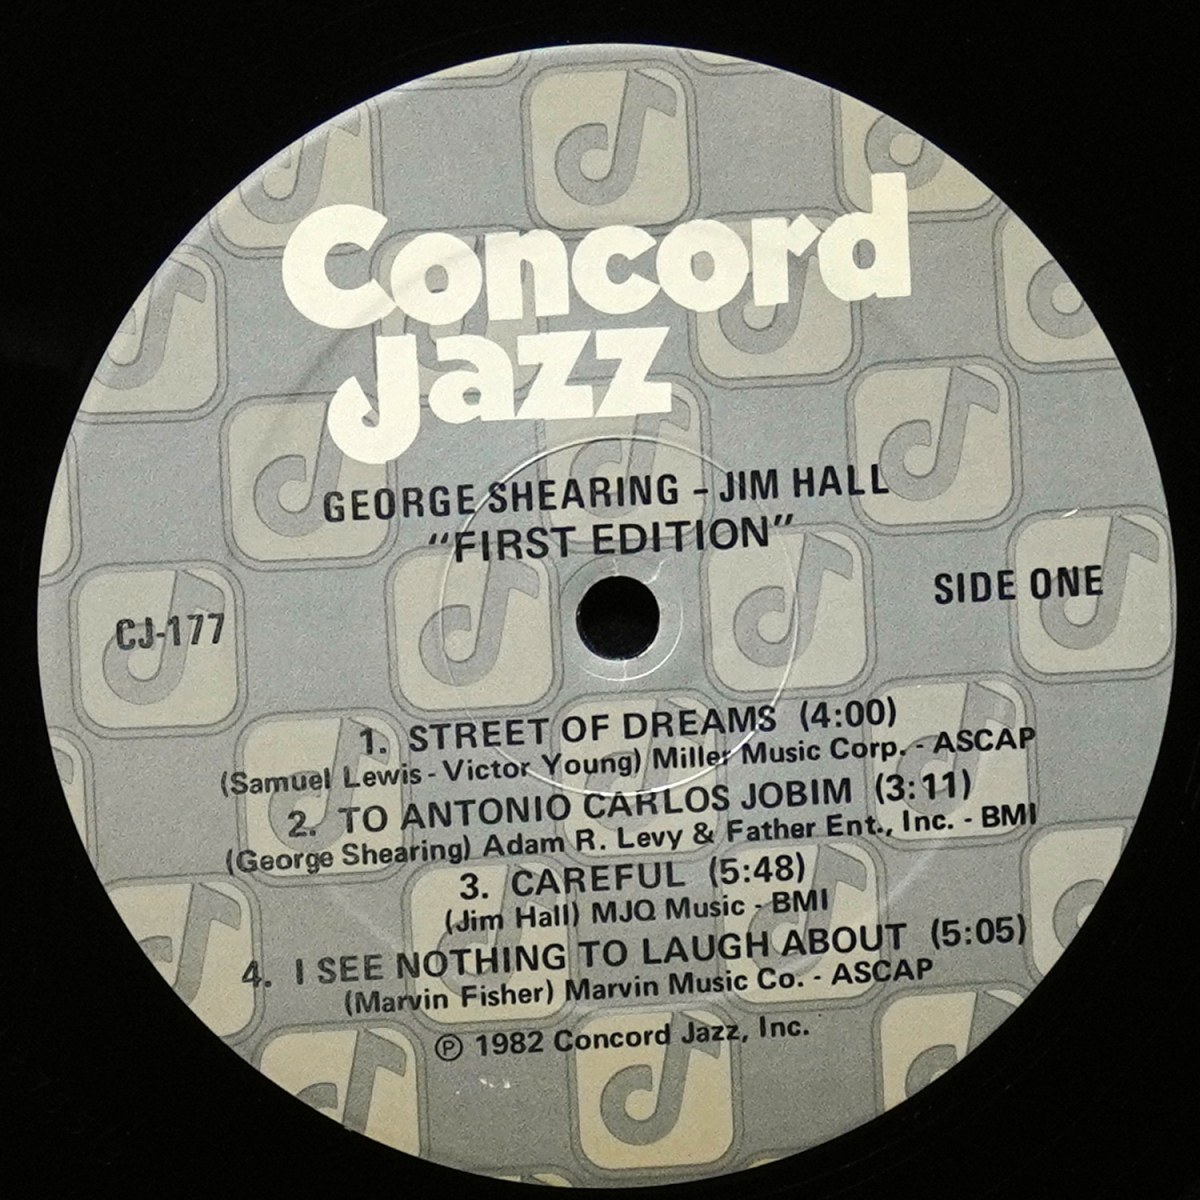 Concord
Jazz
GEORGE SHEARING - JIM HALL
"FIRST EDITION"
SIDE ONE
CJ-177
1. STREET OF DREAMS (4:00)
(Samuel Lewis - Victor Young) Miller Music Corp. - ASCAP
2. TO ANTONIO CARLOS JOBIM (3:11)
(George Shearing) Adam R. Levy & Father Ent., Inc. - BMI
3. CAREFUL (5:48)
(Jim Hall) MJQ Music - BMI
4. I SEE NOTHING TO LAUGH ABOUT (5:05)
(Marvin Fisher) Marvin Music Co. - ASCAP
℗ 1982 Concord Jazz, Inc.